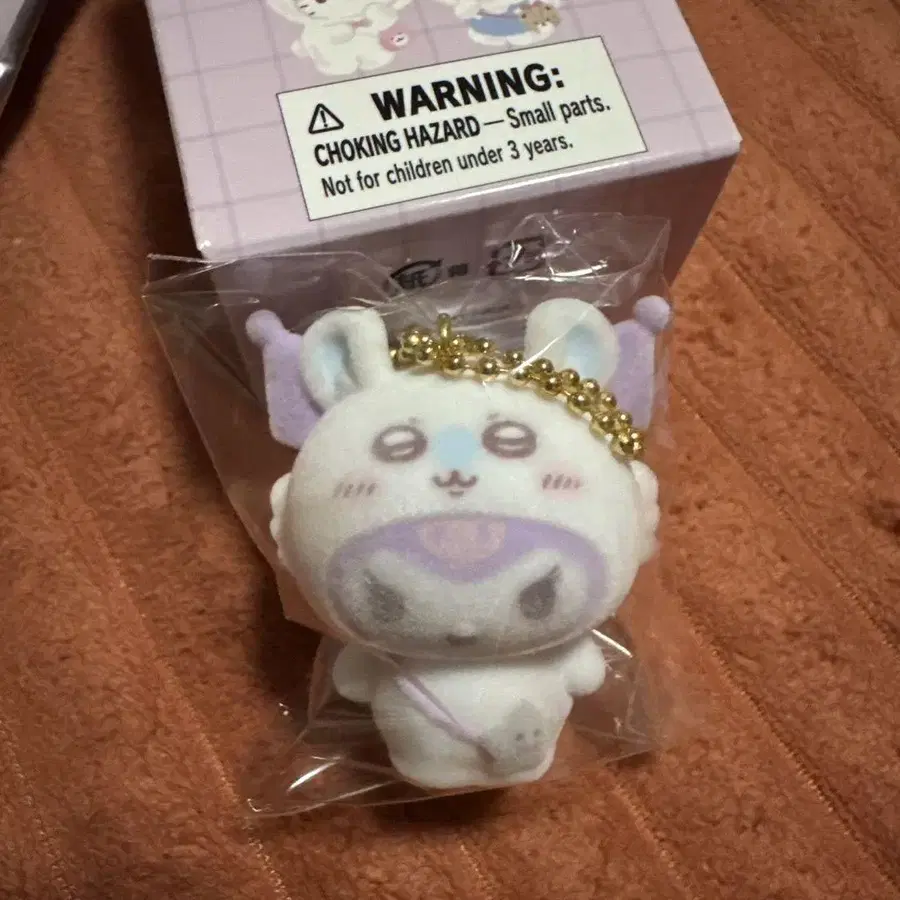 WARNING:
CHOKING HAZARD — Small parts.
Not for children under 3 years.